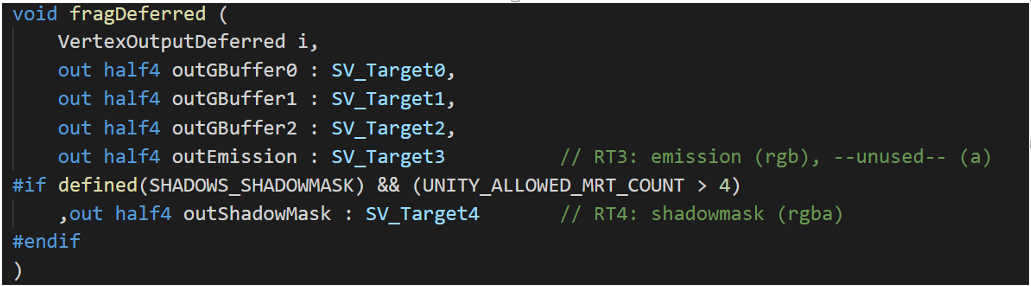 void fragDeferred (
    VertexOutputDeferred i,
    out half4 outGBuffer0 : SV_Target0,
    out half4 outGBuffer1 : SV_Target1,
    out half4 outGBuffer2 : SV_Target2,
    out half4 outEmission : SV_Target3          // RT3: emission (rgb), --unused-- (a)
#if defined(SHADOWS_SHADOWMASK) && (UNITY_ALLOWED_MRT_COUNT > 4)
    ,out half4 outShadowMask : SV_Target4       // RT4: shadowmask (rgba)
#endif
)